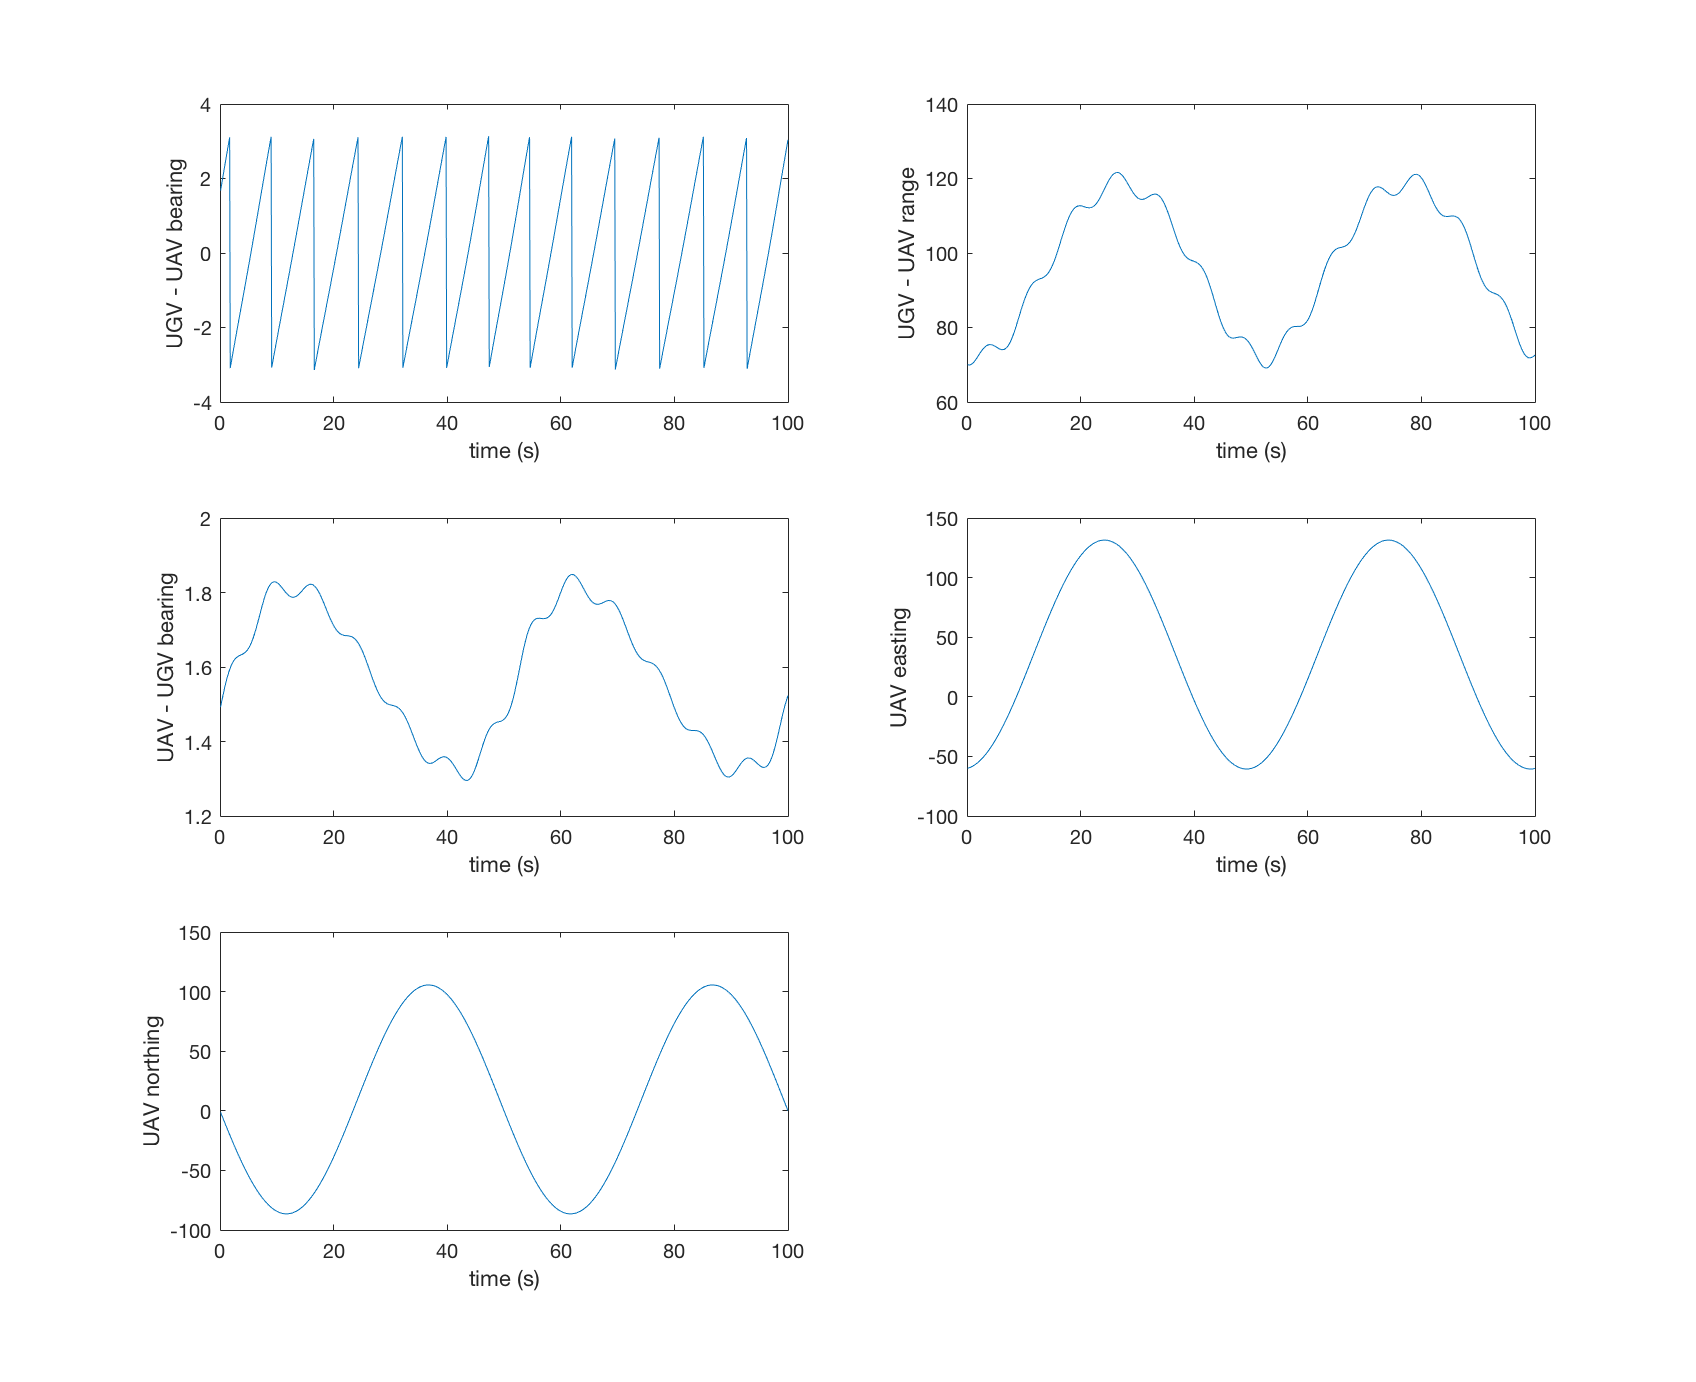 4
2
0
-2
-4
UGV - UAV bearing
0 20 40 60 80 100
time (s)
140
120
100
80
60
UGV - UAV range
0 20 40 60 80 100
time (s)
2
1.8
1.6
1.4
1.2
UAV - UGV bearing
0 20 40 60 80 100
time (s)
150
100
50
0
-50
-100
UAV easting
0 20 40 60 80 100
time (s)
150
100
50
0
-50
-100
UAV northing
0 20 40 60 80 100
time (s)